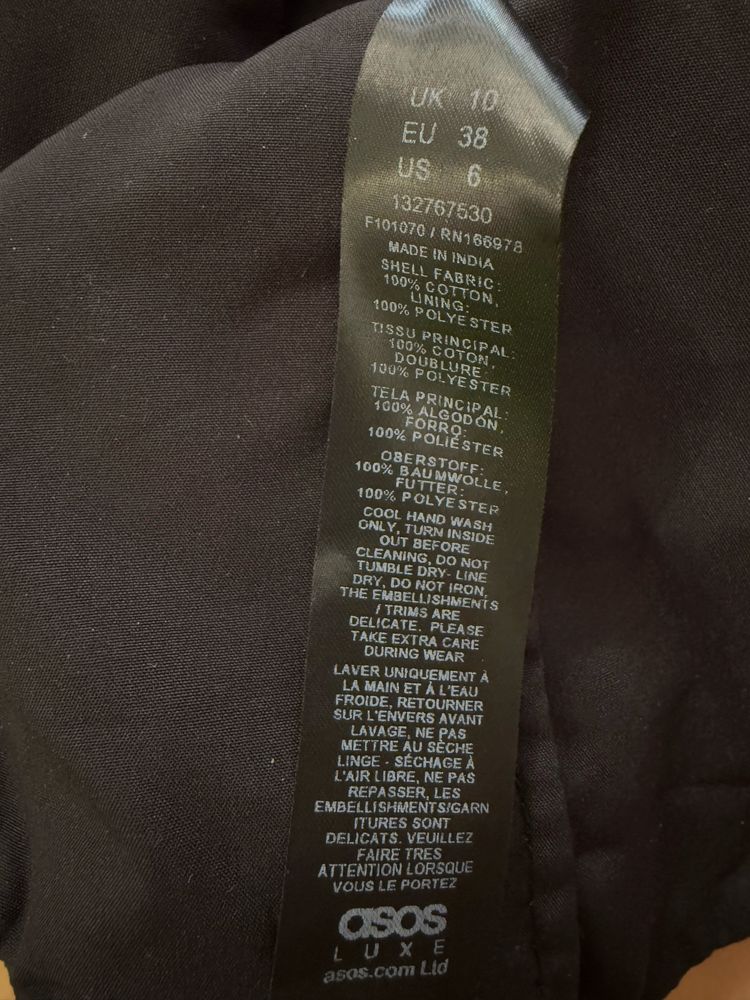 UK 10
EU 38
US 6
132767530
F101070 / RN166978
MADE IN INDIA
SHELL FABRIC:
100% COTTON,
LINING:
100% POLYESTER
TISSU PRINCIPAL:
100% COTON,
DOUBLURE:
100% POLYESTER
TELA PRINCIPAL:
100% ALGODÓN,
FORRO:
100% POLIÉSTER
OBERSTOFF:
100% BAUMWOLLE,
FUTTER:
100% POLYESTER
COOL HAND WASH
ONLY, TURN INSIDE
OUT BEFORE
CLEANING, DO NOT
TUMBLE DRY- LINE
DRY, DO NOT IRON,
THE EMBELLISHMENTS
/ TRIMS ARE
DELICATE. PLEASE
TAKE EXTRA CARE
DURING WEAR
LAVER UNIQUEMENT À
LA MAIN ET À L'EAU
FROIDE, RETOURNER
SUR L'ENVERS AVANT
LAVAGE, NE PAS
METTRE AU SÈCHE
LINGE - SÉCHAGE À
L'AIR LIBRE, NE PAS
REPASSER, LES
EMBELLISHMENTS/GARN
ITURES SONT
DELICATS. VEUILLEZ
FAIRE TRES
ATTENTION LORSQUE
VOUS LE PORTEZ
asos
LUXE
asos.com Ltd